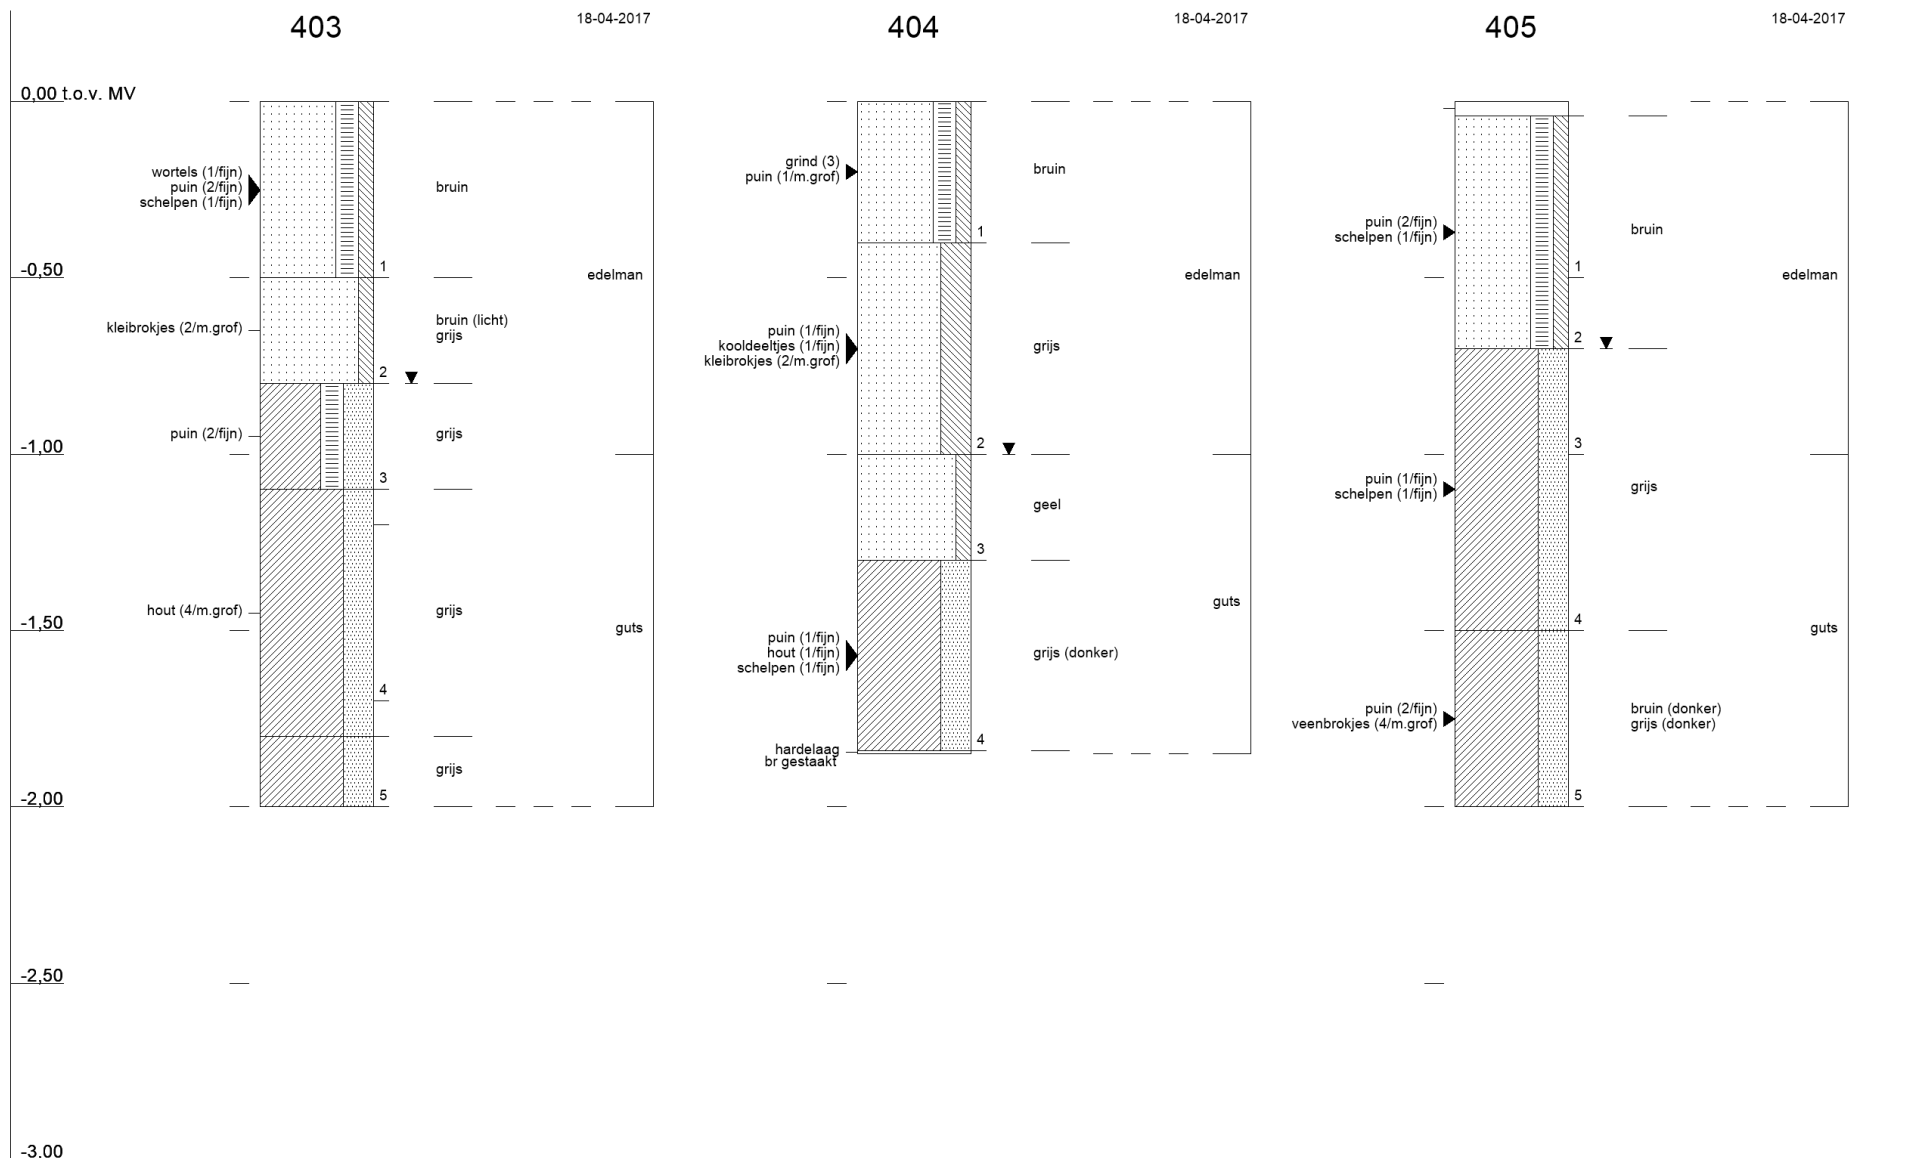 403
18-04-2017
404
18-04-2017
405
18-04-2017
0,00 t.o.v. MV
-0,50
-1,00
-1,50
-2,00
-2,50
-3,00
wortels (1/fijn)
puin (2/fijn)
schelpen (1/fijn)
bruin
1
kleibrokjes (2/m.grof)
bruin (licht)
grijs
2
edelman
puin (2/fijn)
grijs
3
hout (4/m.grof)
grijs
4
guts
grijs
5
grind (3)
puin (1/m.grof)
bruin
1
edelman
puin (1/fijn)
kooldeeltjes (1/fijn)
kleibrokjes (2/m.grof)
grijs
2
geel
3
guts
puin (1/fijn)
hout (1/fijn)
schelpen (1/fijn)
grijs (donker)
4
hardelaag
br gestaakt
puin (2/fijn)
schelpen (1/fijn)
bruin
1
edelman
2
3
puin (1/fijn)
schelpen (1/fijn)
grijs
4
guts
puin (2/fijn)
veenbrokjes (4/m.grof)
bruin (donker)
grijs (donker)
5